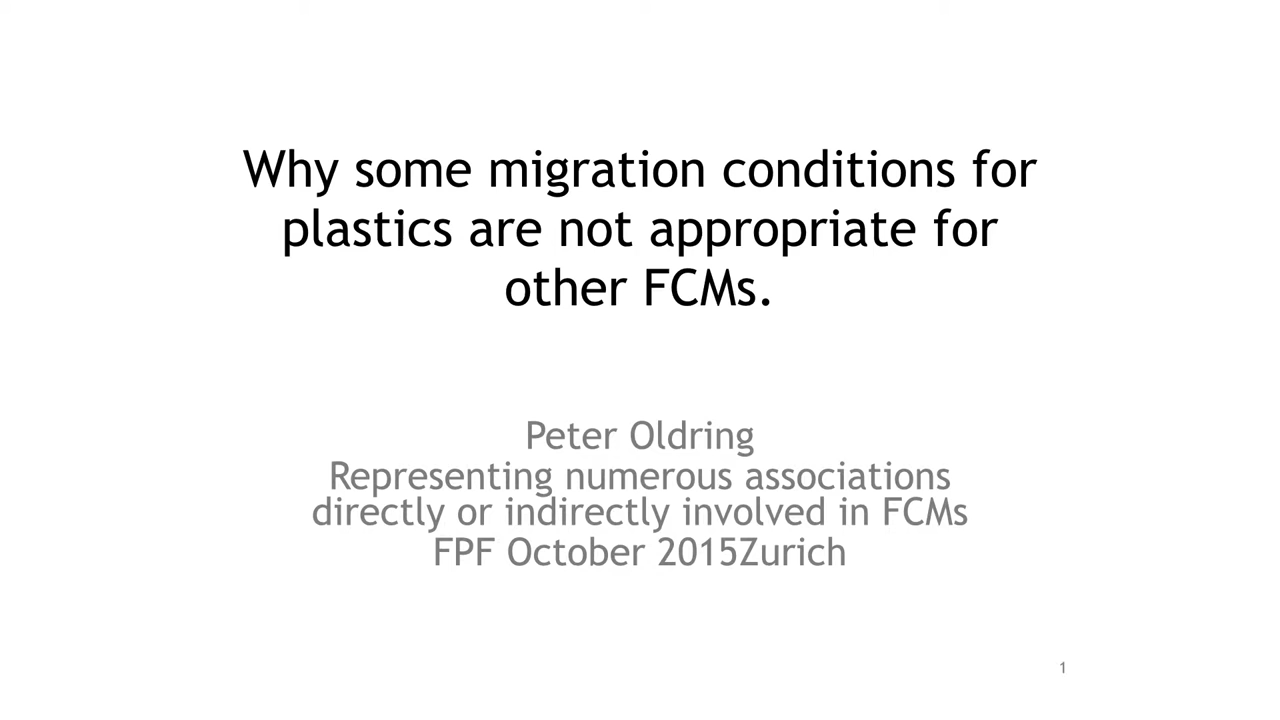 Why some migration conditions for
plastics are not appropriate for
other FCMs.
Peter Oldring
Representing numerous associations
directly or indirectly involved in FCMs
FPF October 2015Zurich
1